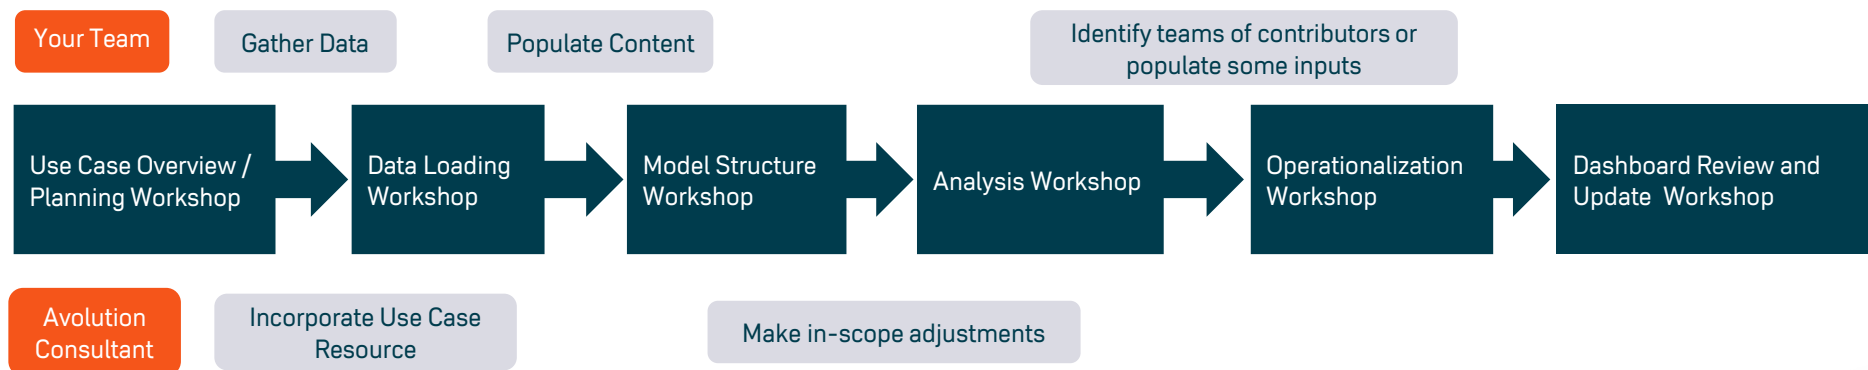 Your Team
Gather Data
Populate Content
Identify teams of contributors or
populate some inputs
Use Case Overview /
Planning Workshop
Data Loading
Workshop
Model Structure
Workshop
Analysis Workshop
Operationalization
Workshop
Dashboard Review and
Update Workshop
Avolution
Consultant
Incorporate Use Case
Resource
Make in-scope adjustments